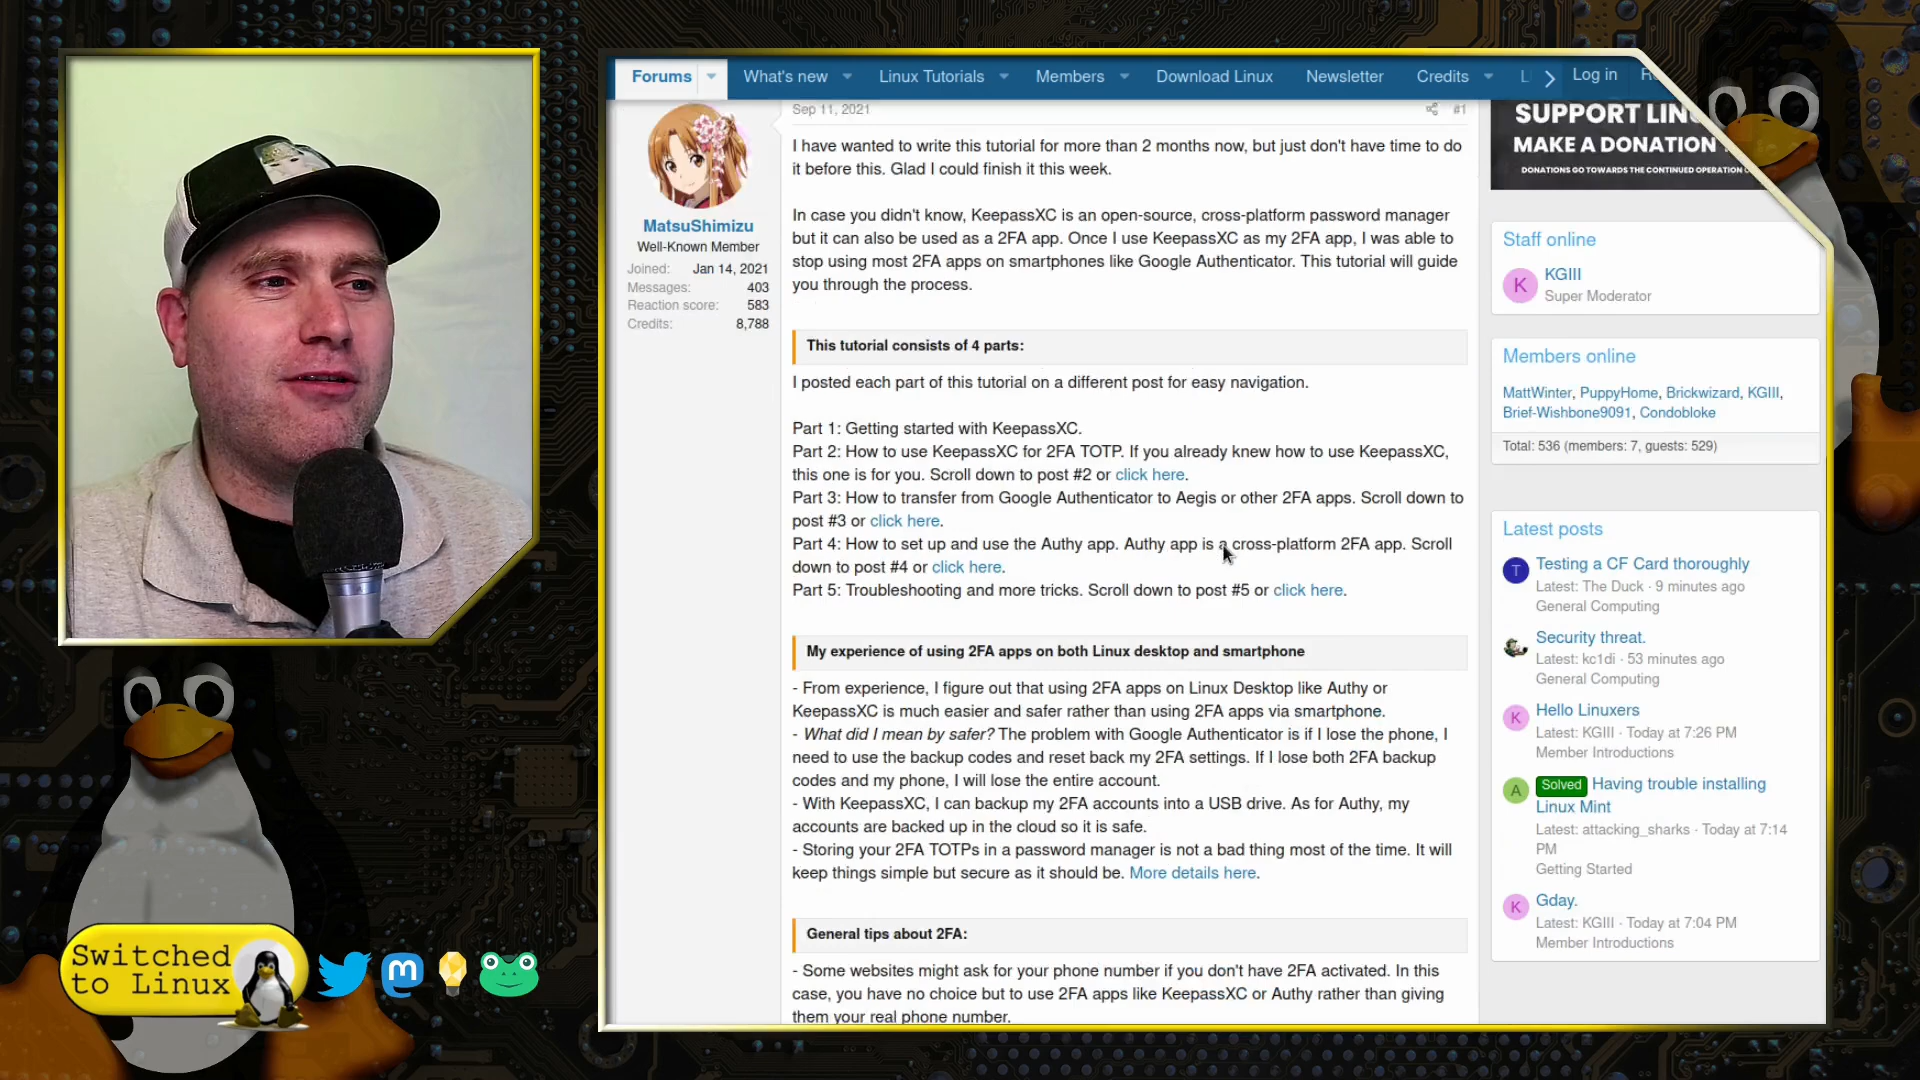 Forums
What's new
Linux Tutorials
Members
Download Linux
Newsletter
Credits
Log in
Sep 11, 2021
#1
MatsuShimizu
Well-Known Member
Joined: Jan 14, 2021
Messages: 403
Reaction score: 583
Credits: 8,788
I have wanted to write this tutorial for more than 2 months now, but just don't have time to do
it before this. Glad I could finish it this week.
In case you didn't know, KeepassXC is an open-source, cross-platform password manager
but it can also be used as a 2FA app. Once I use KeepassXC as my 2FA app, I was able to
stop using most 2FA apps on smartphones like Google Authenticator. This tutorial will guide
you through the process.
This tutorial consists of 4 parts:
I posted each part of this tutorial on a different post for easy navigation.
Part 1: Getting started with KeepassXC.
Part 2: How to use KeepassXC for 2FA TOTP. If you already knew how to use KeepassXC,
this one is for you. Scroll down to post #2 or click here.
Part 3: How to transfer from Google Authenticator to Aegis or other 2FA apps. Scroll down to
post #3 or click here.
Part 4: How to set up and use the Authy app. Authy app is a cross-platform 2FA app. Scroll
down to post #4 or click here.
Part 5: Troubleshooting and more tricks. Scroll down to post #5 or click here.
My experience of using 2FA apps on both Linux desktop and smartphone
- From experience, I figure out that using 2FA apps on Linux Desktop like Authy or
KeepassXC is much easier and safer rather than using 2FA apps via smartphone.
- What did I mean by safer? The problem with Google Authenticator is if I lose the phone, I
need to use the backup codes and reset back my 2FA settings. If I lose both 2FA backup
codes and my phone, I will lose the entire account.
- With KeepassXC, I can backup my 2FA accounts into a USB drive. As for Authy, my
accounts are backed up in the cloud so it is safe.
- Storing your 2FA TOTPs in a password manager is not a bad thing most of the time. It will
keep things simple but secure as it should be. More details here.
General tips about 2FA:
- Some websites might ask for your phone number if you don't have 2FA activated. In this
case, you have no choice but to use 2FA apps like KeepassXC or Authy rather than giving
them your real phone number.
SUPPORT
MAKE A DONATION
DONATIONS GO TOWARDS THE CONTINUED OPERATION
Staff online
K
KGIII
Super Moderator
Members online
MattWinter, PuppyHome, Brickwizard, KGIII,
Brief-Wishbone9091, Condobloke
Total: 536 (members: 7, guests: 529)
Latest posts
T
Testing a CF Card thoroughly
Latest: The Duck · 9 minutes ago
General Computing
Security threat.
Latest: kc1di · 53 minutes ago
General Computing
K
Hello Linuxers
Latest: KGIII · Today at 7:26 PM
Member Introductions
A
Solved Having trouble installing
Linux Mint
Latest: attacking_sharks · Today at 7:14
PM
Getting Started
K
Gday.
Latest: KGIII · Today at 7:04 PM
Member Introductions
Switched
to Linux